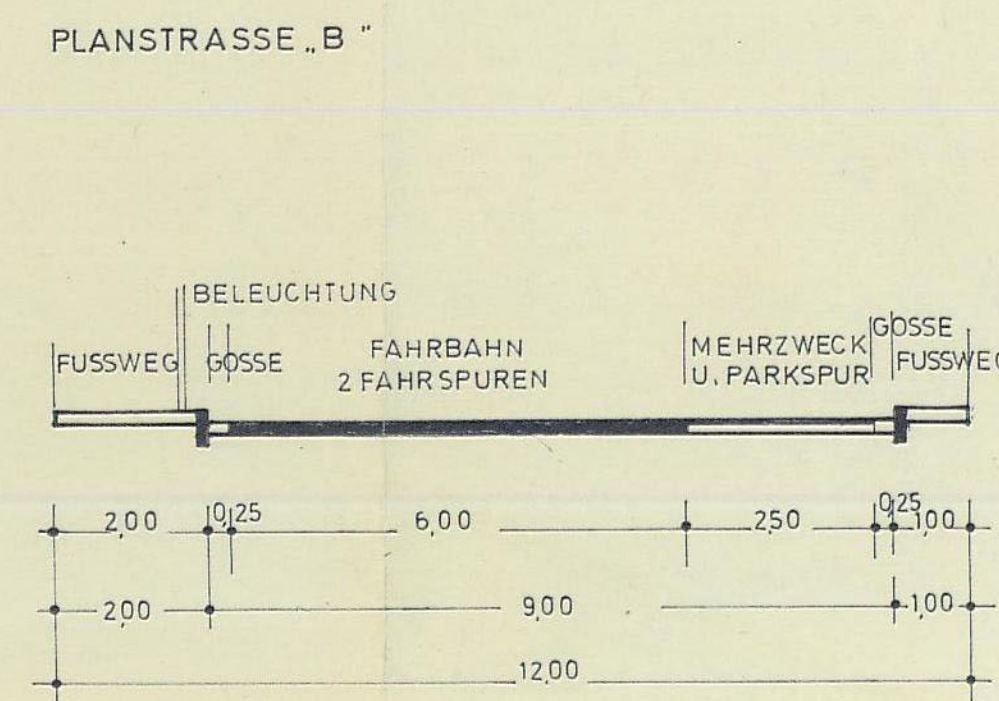 PLANSTRASSE „B"
BELEUCHTUNG
FUSSWEG
GOSSE
FAHRBAHN
2 FAHRSPUREN
MEHRZWECK
U. PARKSPUR
GOSSE
FUSSWEG
2,00
0,25
6,00
2,50
0,25
1,00
2,00
9,00
1,00
12,00